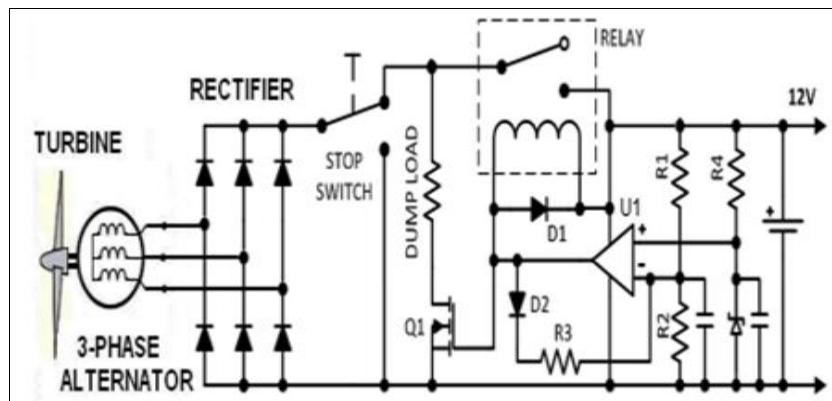 RELAY
RECTIFIER
12V
TURBINE
STOP
SWITCH
DUMP LOAD
R1
R4
U1
+
+
D1
-
D2
Q1
R3
R2
3-PHASE
ALTERNATOR